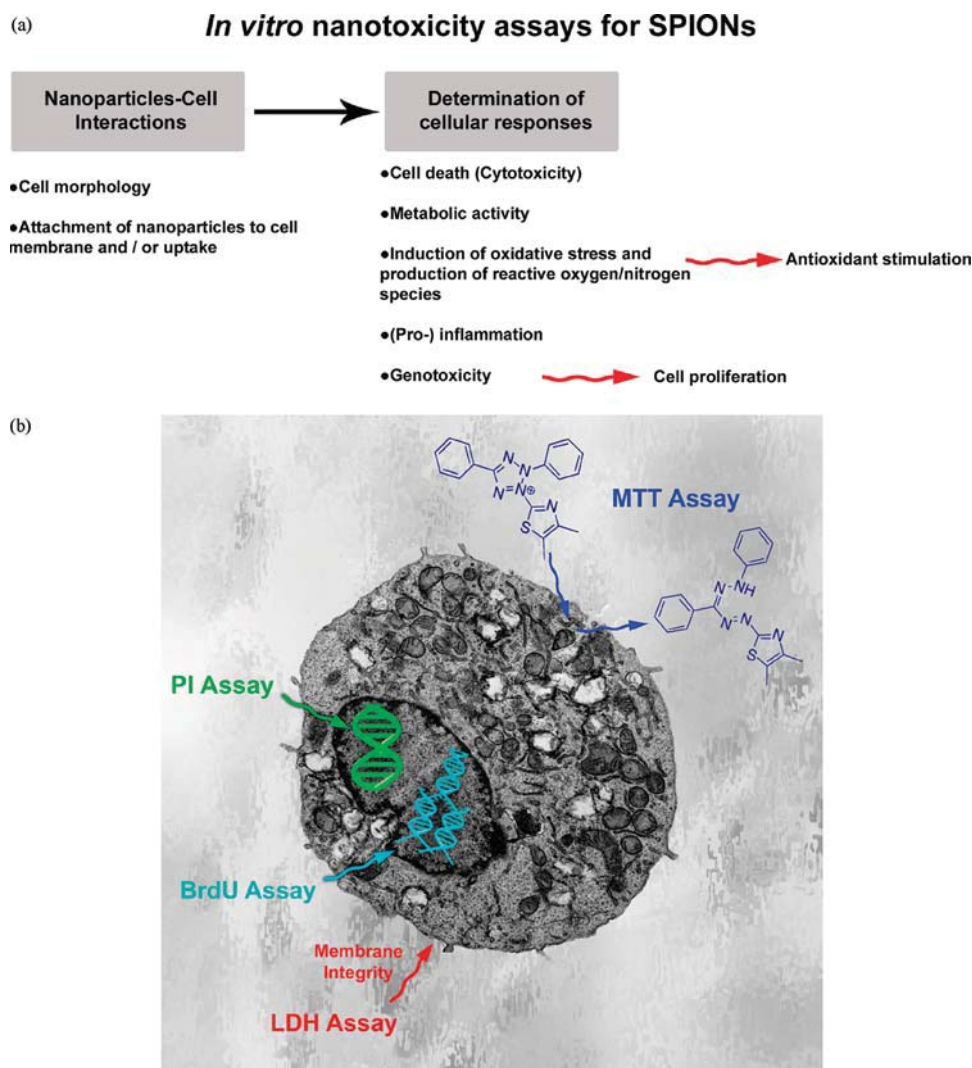 (a)
In vitro nanotoxicity assays for SPIONs
Nanoparticles-Cell
Interactions
●Cell morphology
●Attachment of nanoparticles to cell
membrane and / or uptake
Determination of
cellular responses
●Cell death (Cytotoxicity)
●Metabolic activity
●Induction of oxidative stress and
production of reactive oxygen/nitrogen
species
Antioxidant stimulation
●(Pro-) inflammation
●Genotoxicity
Cell proliferation
(b)
N
N
N=N⊕
N
S
MTT Assay
N-NH
N=N
N
S
PI Assay
BrdU Assay
Membrane
Integrity
LDH Assay